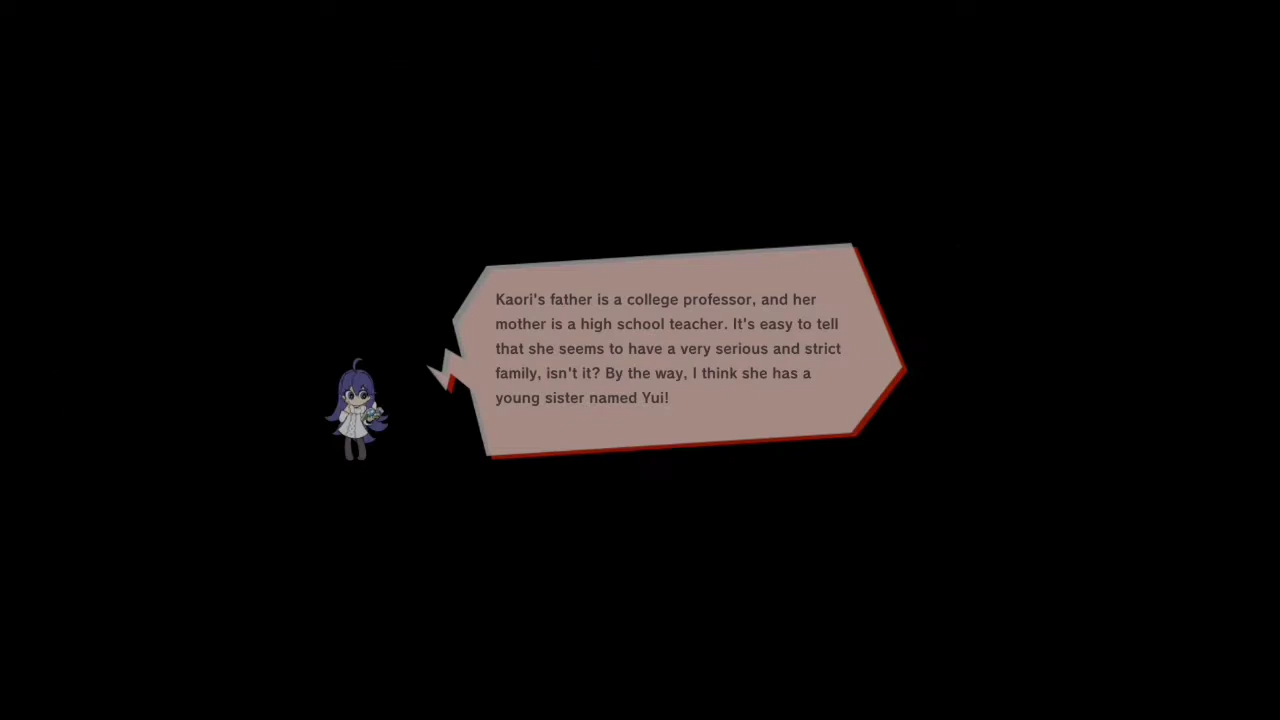 Kaori's father is a college professor, and her
mother is a high school teacher. It's easy to tell
that she seems to have a very serious and strict
family, isn't it? By the way, I think she has a
young sister named Yui!